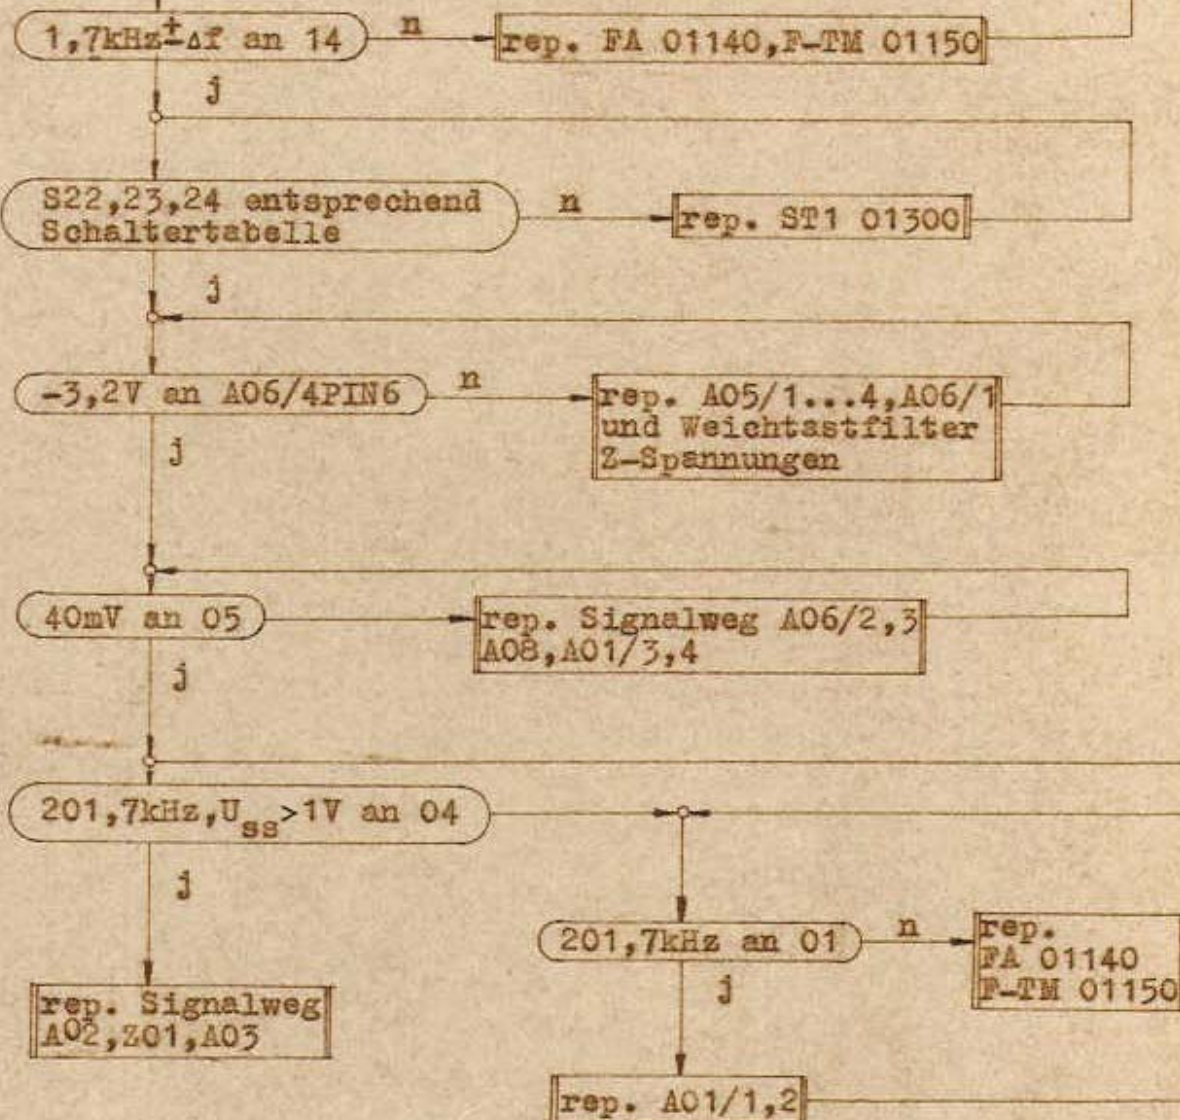 1,7kHz±Δf an 14
n
rep. FA 01140,F-TM 01150
j
S22,23,24 entsprechend
Schaltertabelle
n
rep. ST1 01300
j
-3,2V an A06/4PIN6
n
rep. A05/1...4,A06/1
und Weichtastfilter
Z-Spannungen
j
40mV an 05
rep. Signalweg A06/2,3
A08,A01/3,4
j
201,7kHz,Uss>1V an 04
j
201,7kHz an 01
n
rep.
FA 01140
F-TM 01150
j
rep. Signalweg
A02,Z01,A03
rep. A01/1,2